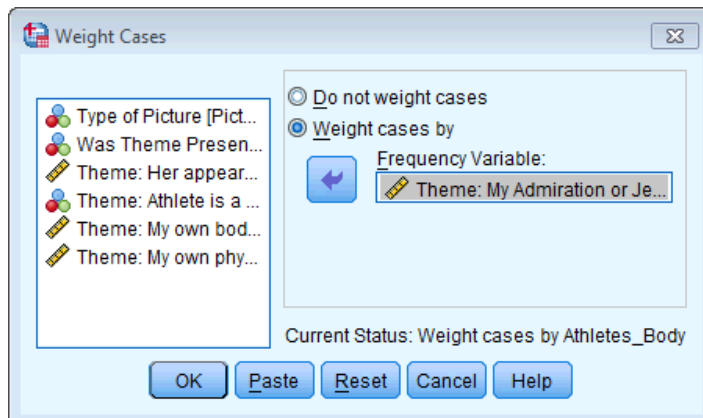 Weight Cases
Type of Picture [Pict...
Was Theme Presen...
Theme: Her appear...
Theme: Athlete is a ...
Theme: My own bod...
Theme: My own phy...
Do not weight cases
Weight cases by
Frequency Variable:
Theme: My Admiration or Je...
Current Status: Weight cases by Athletes_Body
OK
Paste
Reset
Cancel
Help